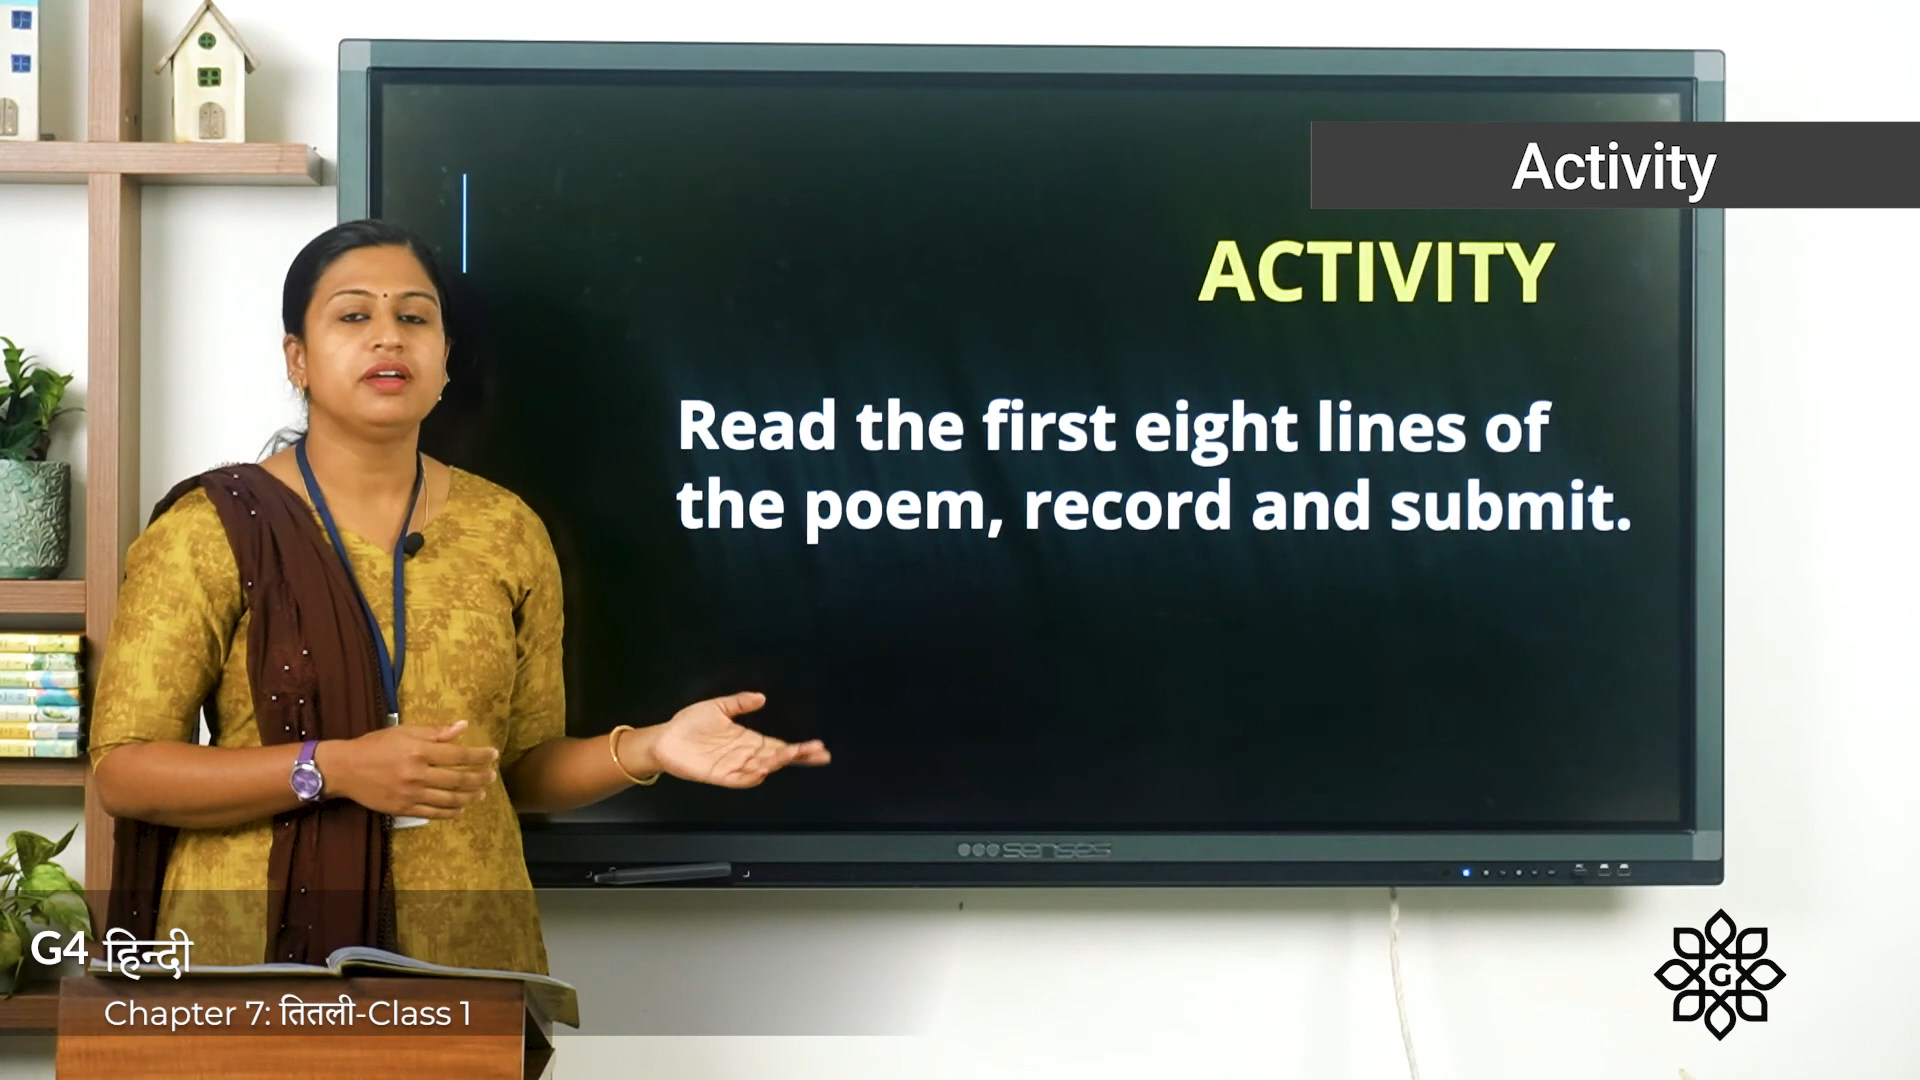 Activity
ACTIVITY
Read the first eight lines of
the poem, record and submit.
senses
G4 हिन्दी
Chapter 7: तितली-Class 1
G